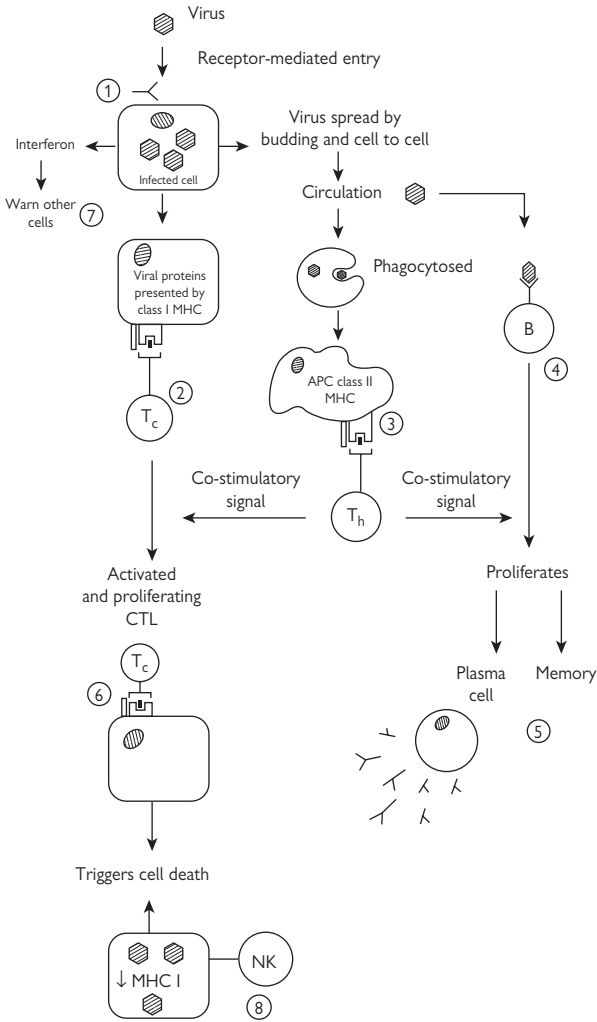 Virus
Receptor-mediated entry
1
Virus spread by
budding and cell to cell
Interferon
Infected cell
Warn other
cells
7
Circulation
Phagocytosed
Viral proteins
presented by
class I MHC
B
4
2
Tc
APC class II
MHC
3
Co-stimulatory
signal
Th
Co-stimulatory
signal
Activated
and proliferating
CTL
Proliferates
Tc
6
Plasma
cell
Memory
5
Triggers cell death
↓ MHC I
NK
8